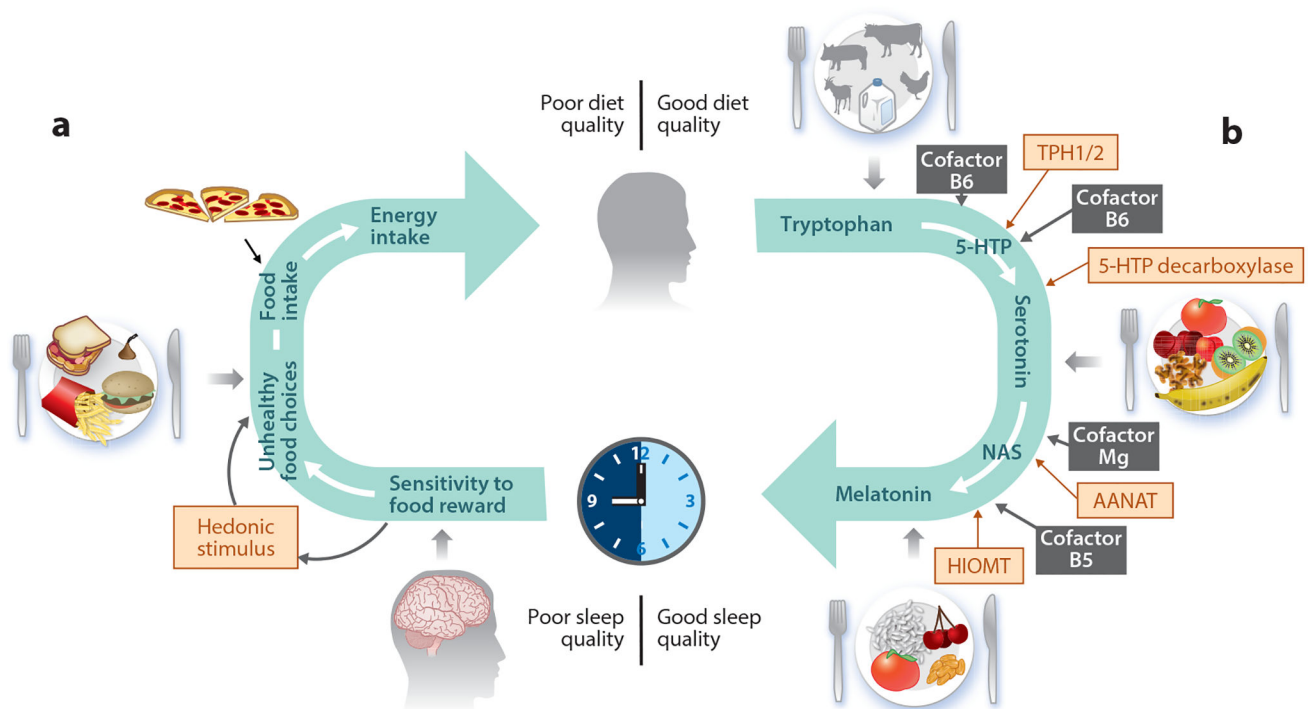 a
Poor diet
quality
Good diet
quality
b
Energy
intake
Food
intake
Unhealthy
food choices
Sensitivity to
food reward
Hedonic
stimulus
Tryptophan
Cofactor
B6
TPH1/2
5-HTP
Cofactor
B6
5-HTP decarboxylase
Serotonin
Cofactor
Mg
NAS
AANAT
Cofactor
B5
HIOMT
Melatonin
12
3
6
9
Poor sleep
quality
Good sleep
quality